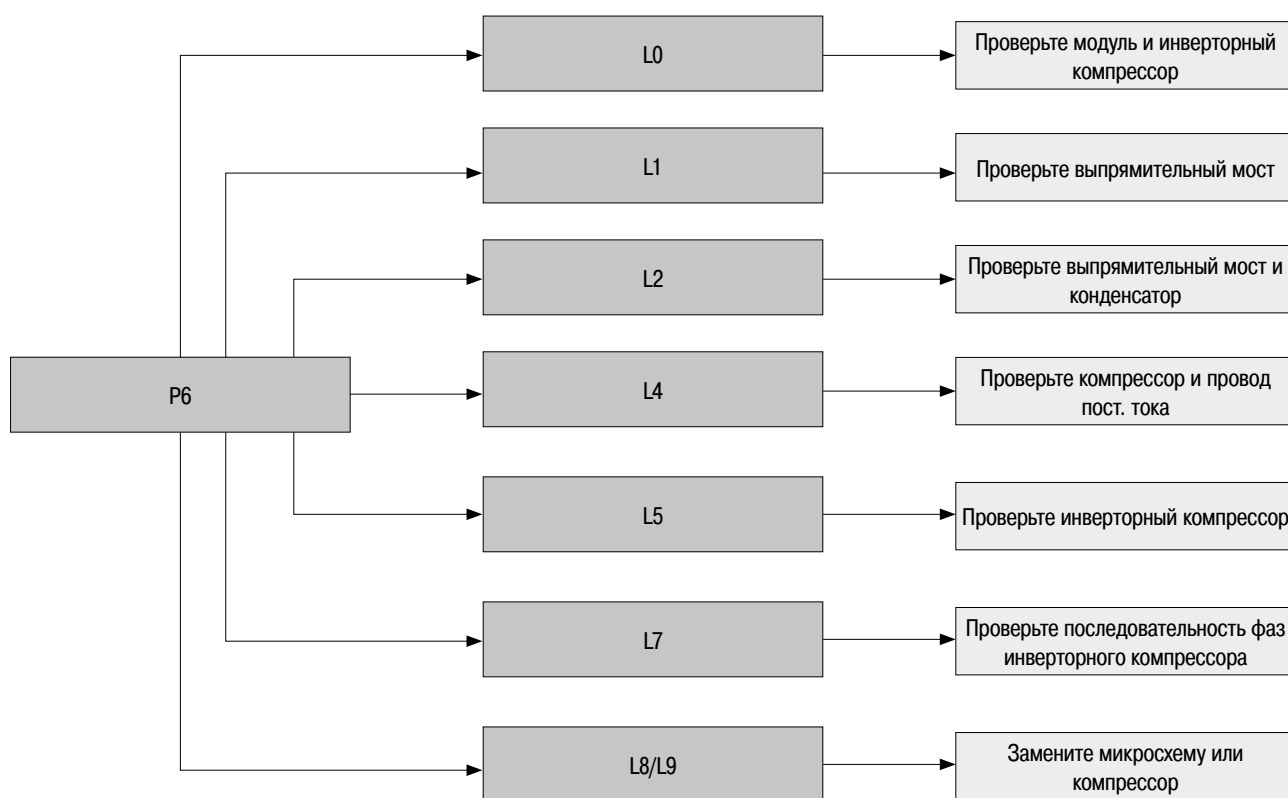 L0
Проверьте модуль и инверторный
компрессор
L1
Проверьте выпрямительный мост
L2
Проверьте выпрямительный мост и
конденсатор
P6
L4
Проверьте компрессор и провод
пост. тока
L5
Проверьте инверторный компрессор
L7
Проверьте последовательность фаз
инверторного компрессора
L8/L9
Замените микросхему или
компрессор